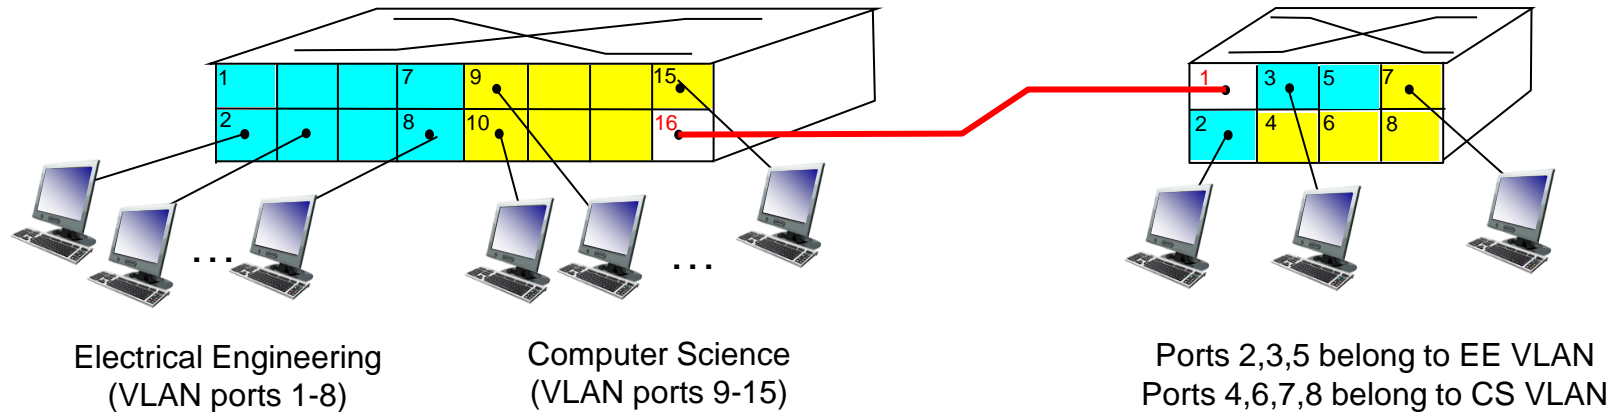 1 7 9 15
2 8 10 16
1 3 5 7
2 4 6 8
... ...
Electrical Engineering
(VLAN ports 1-8)
Computer Science
(VLAN ports 9-15)
Ports 2,3,5 belong to EE VLAN
Ports 4,6,7,8 belong to CS VLAN